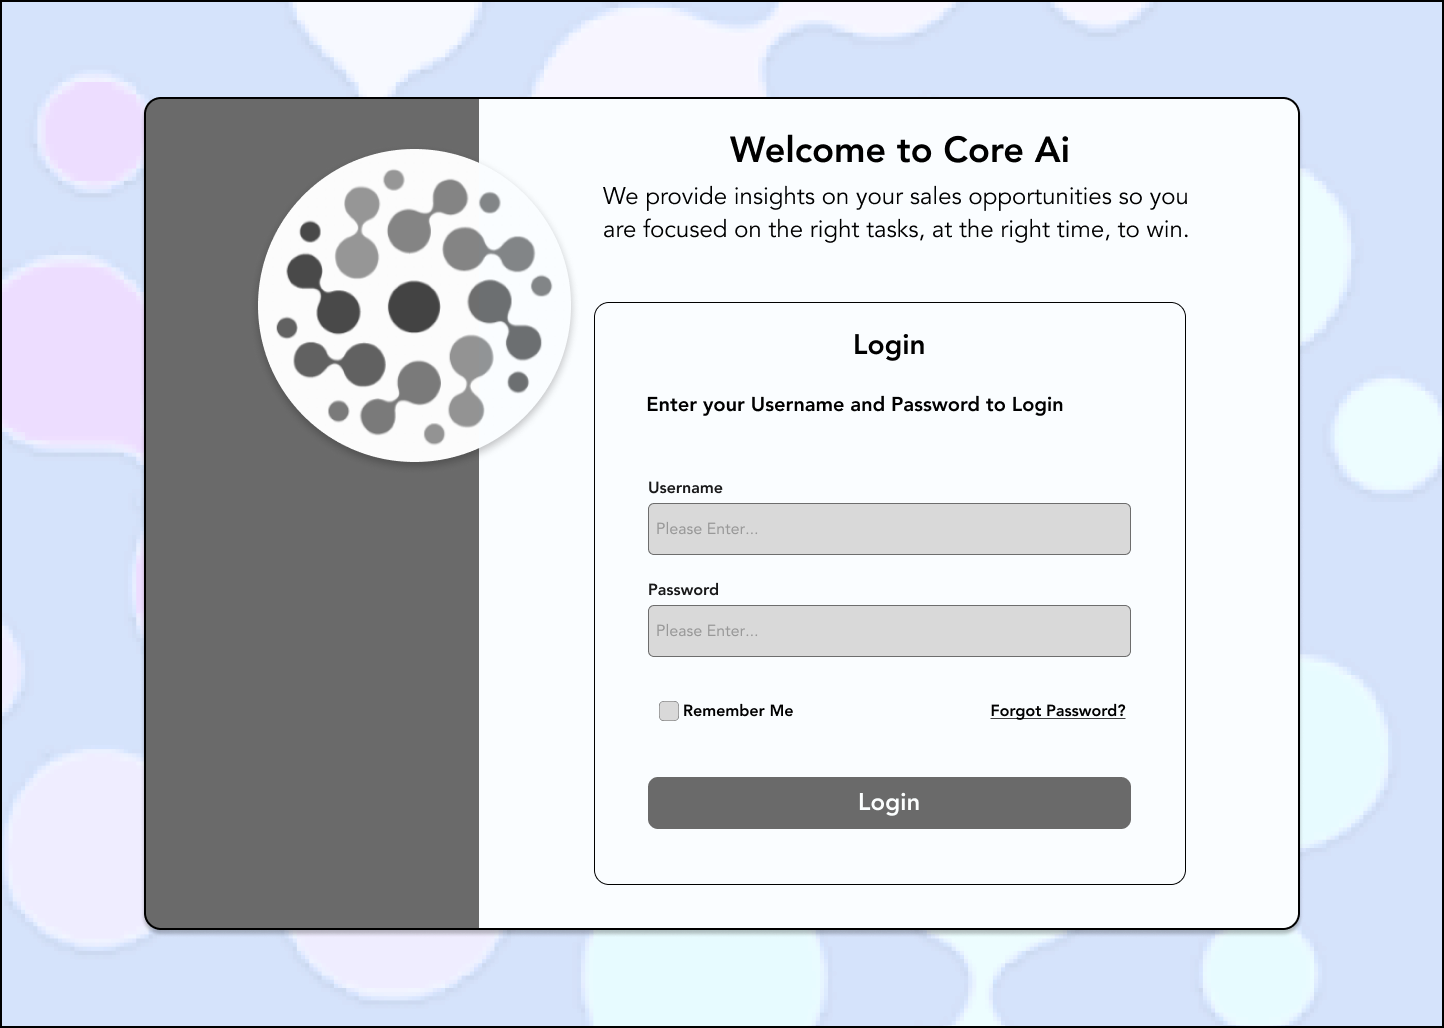 Welcome to Core Ai
We provide insights on your sales opportunities so you
are focused on the right tasks, at the right time, to win.
Login
Enter your Username and Password to Login
Username
Please Enter...
Password
Please Enter...
Remember Me
Forgot Password?
Login